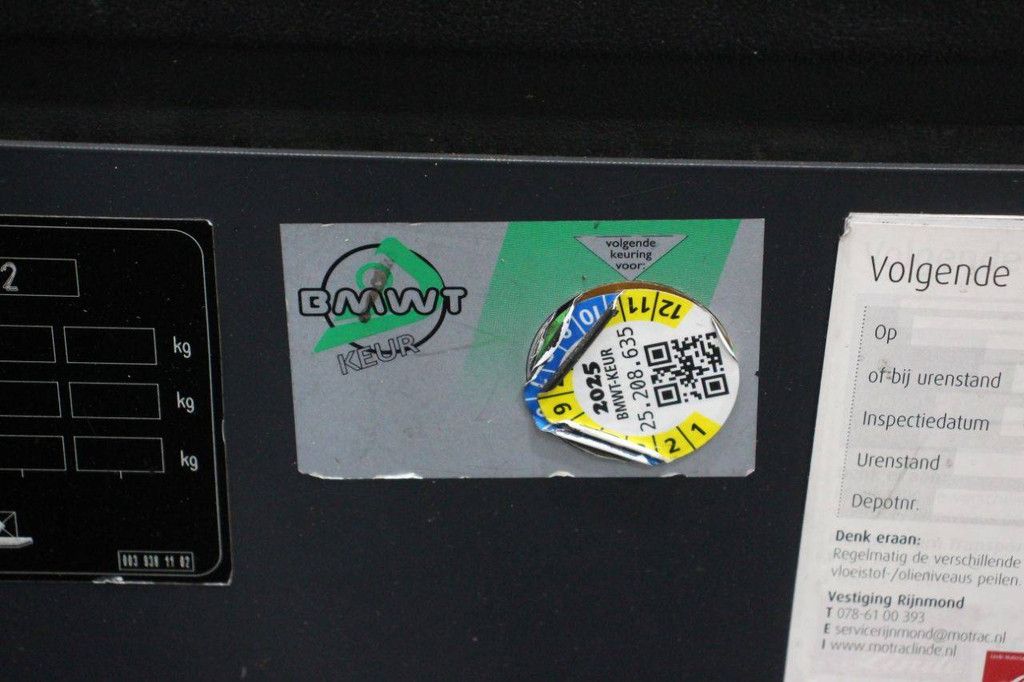 2
kg
kg
kg
003 030 11 02
BMWT
KEUR
volgende
keuring
voor:
10
11
12
1
2
6
2025
BMWT-KEUR
25.208.635
Volgende
Op
of bij urenstand
Inspectiedatum
Urenstand
Depotnr.
Denk eraan:
Regelmatig de verschillende
vloeistof-/olieniveaus peilen.
Vestiging Rijnmond
T 078-61 00 393
E servicerijnmond@motrac.nl
I www.motraclinde.nl